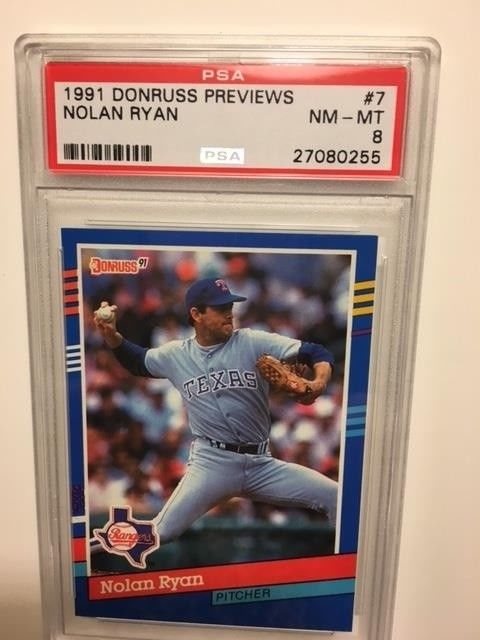 PSA
1991 DONRUSS PREVIEWS #7
NOLAN RYAN NM - MT
8
PSA 27080255
DONRUSS 91
T
TEXAS
Rangers
Nolan Ryan
PITCHER